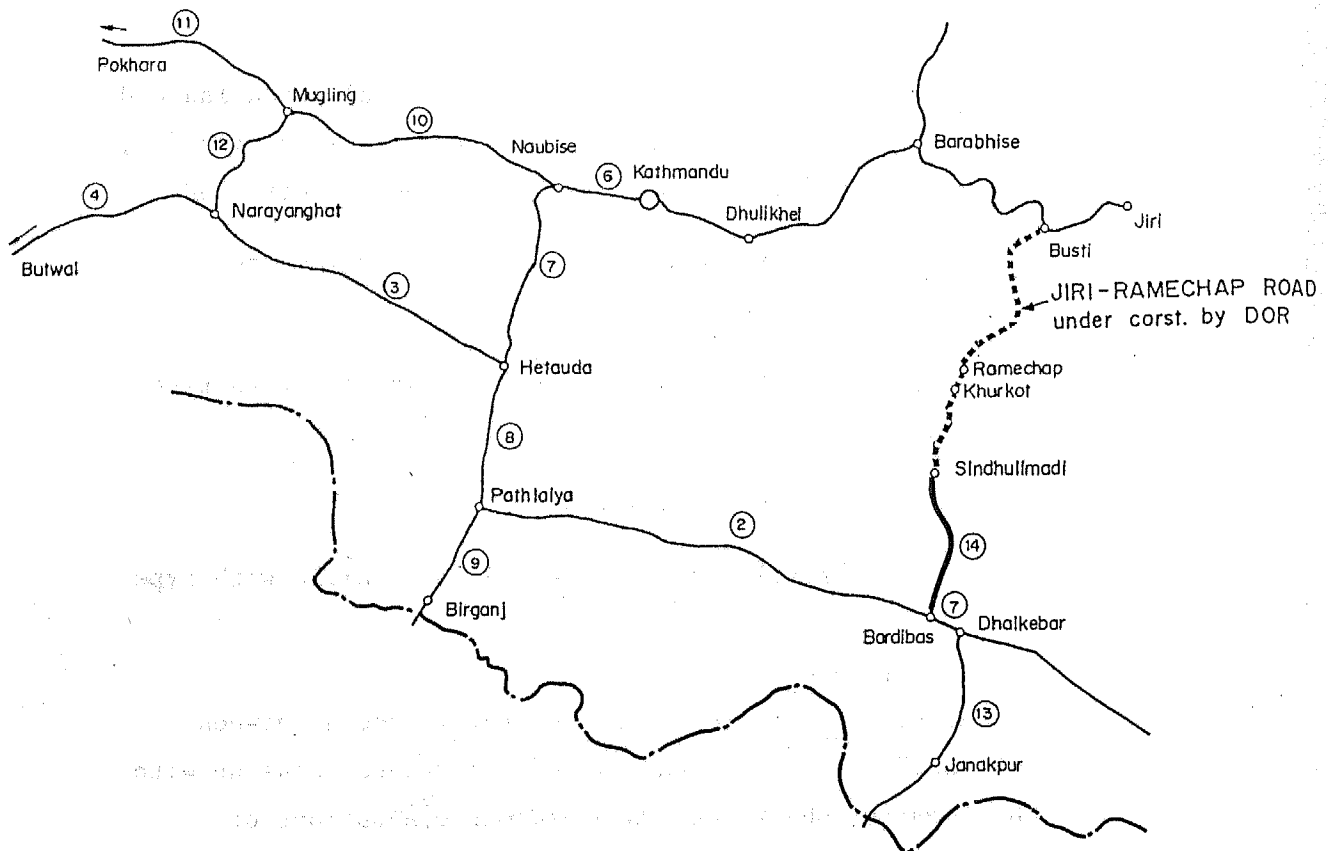 11
Pokhara
Mugling
10
12
Naubise
Barabhise
6
Kathmandu
4
Narayanghat
Dhulikhel
Jiri
Busti
Butwal
7
3
JIRI-RAMECHAP ROAD
under corst. by DOR
Hetauda
Ramechap
Khurkot
8
Sindhulimadi
Pathlaiya
2
14
9
Birganj
7
Bardibas
Dhalkebar
13
Janakpur